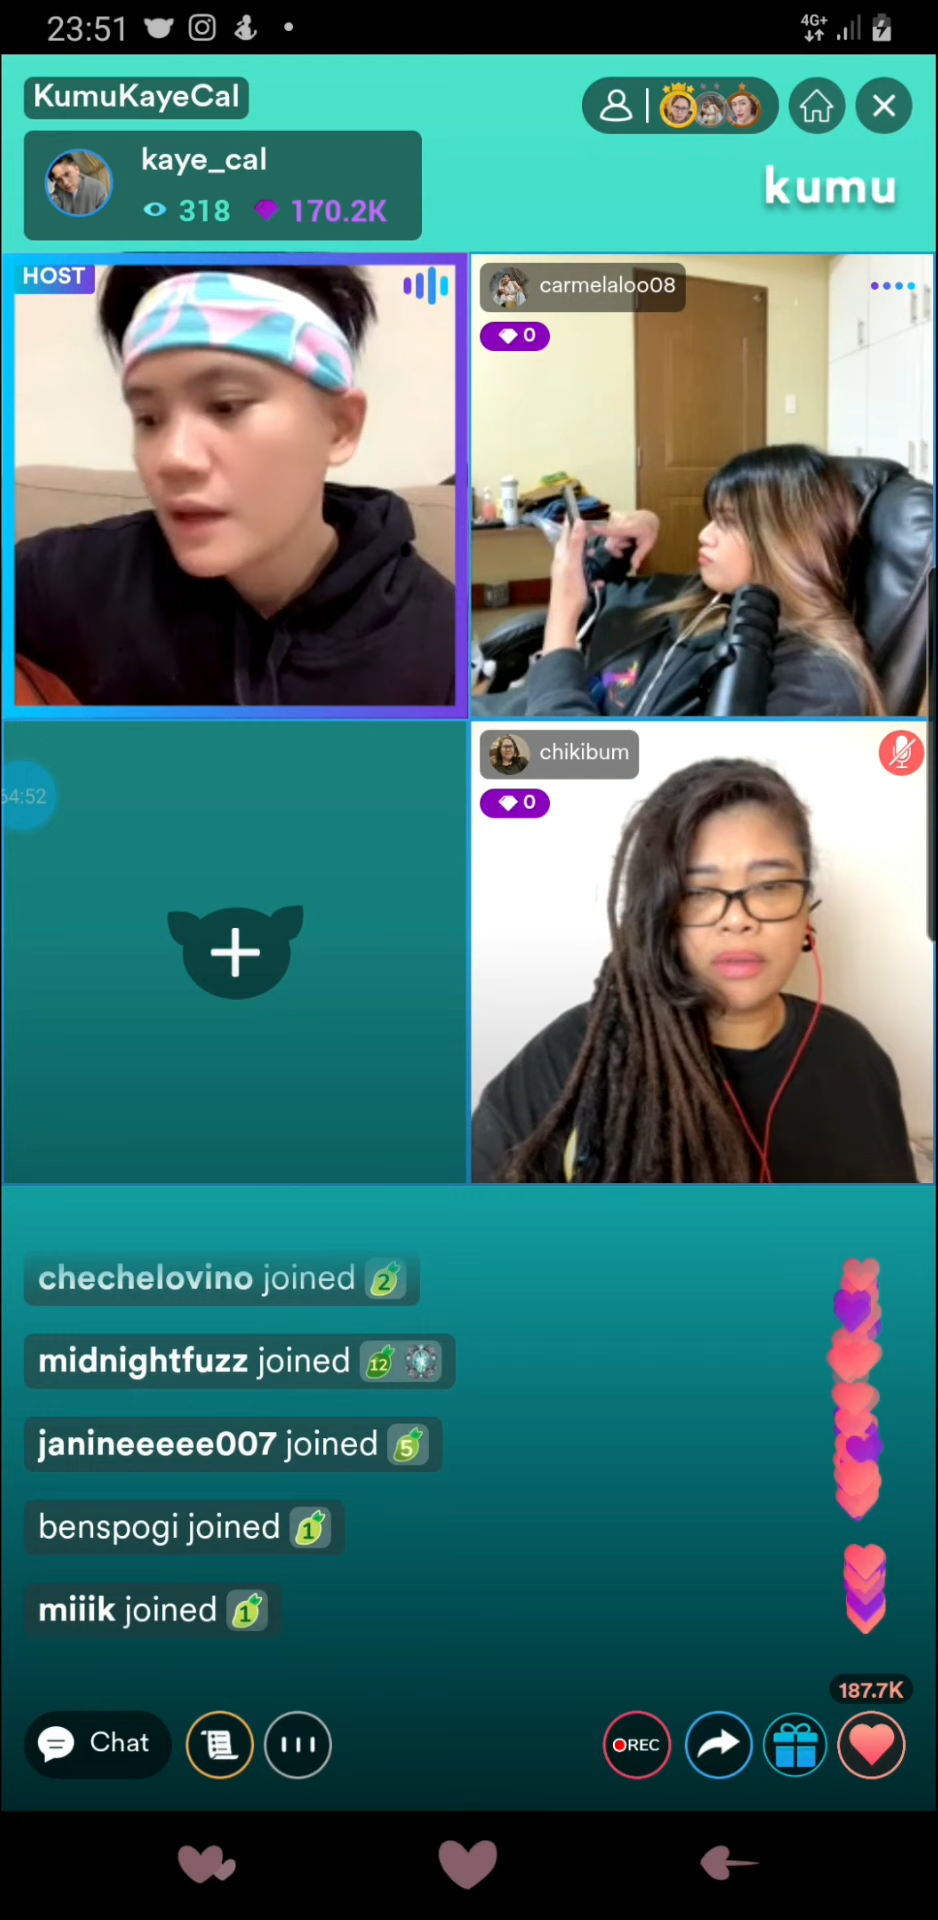 23:51
4G+
KumuKayeCal
kaye_cal
318 170.2K
kumu
HOST
carmelaloo08
0
chikibum
0
54:52
chechelovino joined 2
midnightfuzz joined 12
janineeeee007 joined 5
benspogi joined 1
miiik joined 1
187.7K
Chat
REC